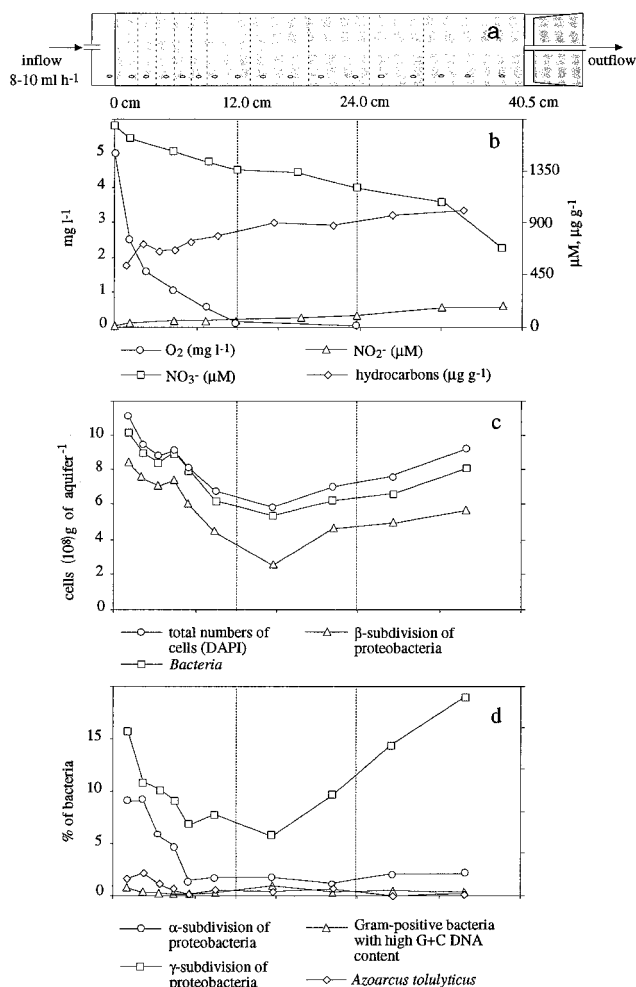 a
inflow
8-10 ml h-1
outflow
0 cm 12.0 cm 24.0 cm 40.5 cm
b
5
4
3
2
1
0
mg l-1
1350
900
450
0
µM, µg g-1
O2 (mg l-1) NO2- (µM)
NO3- (µM) hydrocarbons (µg g-1)
c
10
8
6
4
2
0
cells (10⁸)/g of aquifer-1
total numbers of cells (DAPI)
Bacteria
β-subdivision of
proteobacteria
d
15
10
5
0
% of bacteria
α-subdivision of
proteobacteria
γ-subdivision of
proteobacteria
Gram-positive bacteria
with high G+C DNA
content
Azoarcus tolulyticus